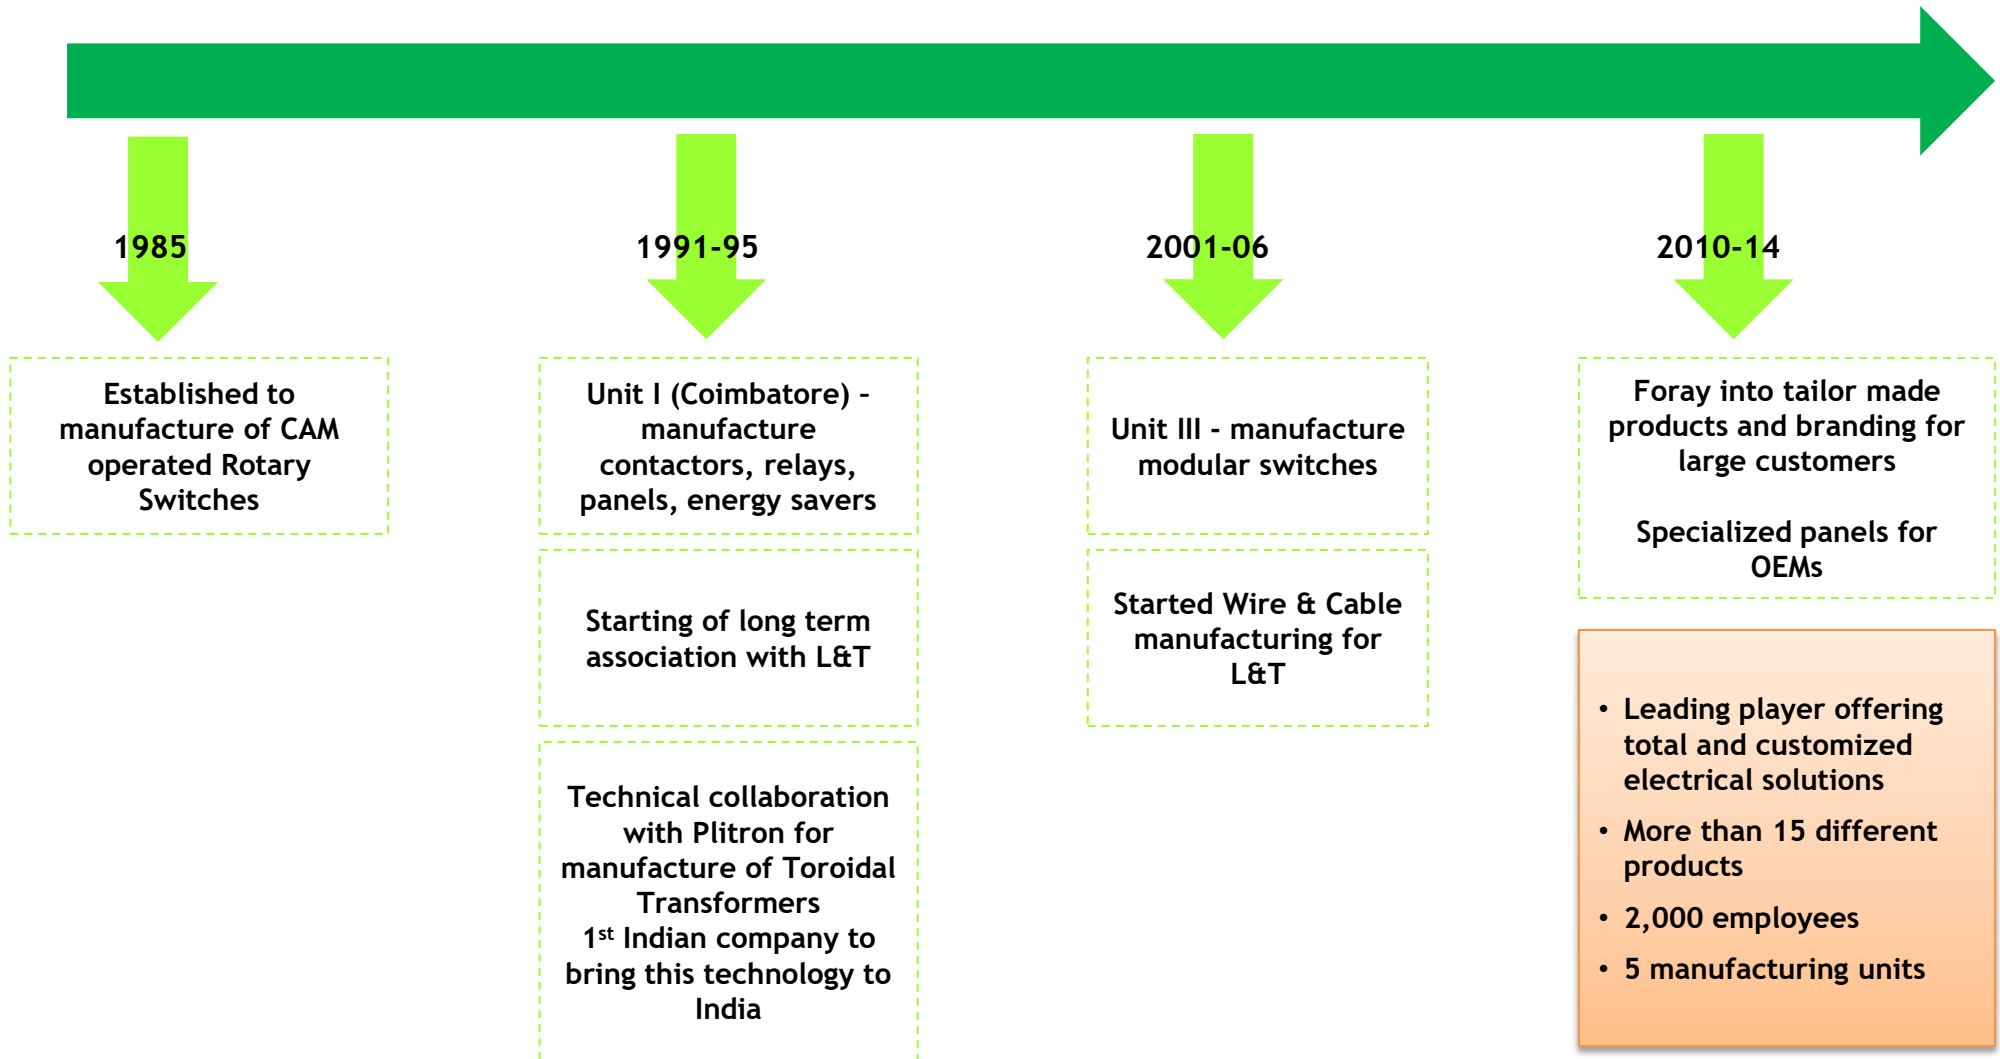 1985
Established to
manufacture of CAM
operated Rotary
Switches
1991-95
Unit I (Coimbatore) –
manufacture
contactors, relays,
panels, energy savers
Starting of long term
association with L&T
Technical collaboration
with Plitron for
manufacture of Toroidal
Transformers
1st Indian company to
bring this technology to
India
2001-06
Unit III - manufacture
modular switches
Started Wire & Cable
manufacturing for
L&T
2010-14
Foray into tailor made
products and branding for
large customers
Specialized panels for
OEMs
• Leading player offering
total and customized
electrical solutions
• More than 15 different
products
• 2,000 employees
• 5 manufacturing units